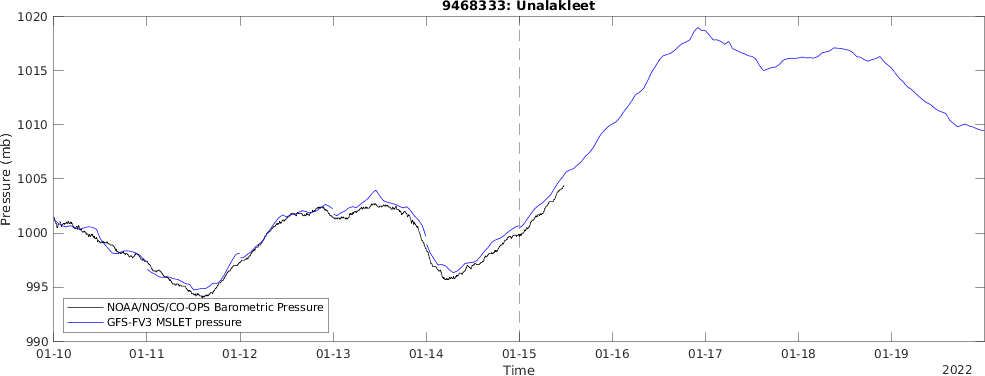 9468333: Unalakleet
1020
1015
1010
1005
1000
995
990
Pressure (mb)
NOAA/NOS/CO-OPS Barometric Pressure
GFS-FV3 MSLET pressure
01-10 01-11 01-12 01-13 01-14 01-15 01-16 01-17 01-18 01-19
Time
2022